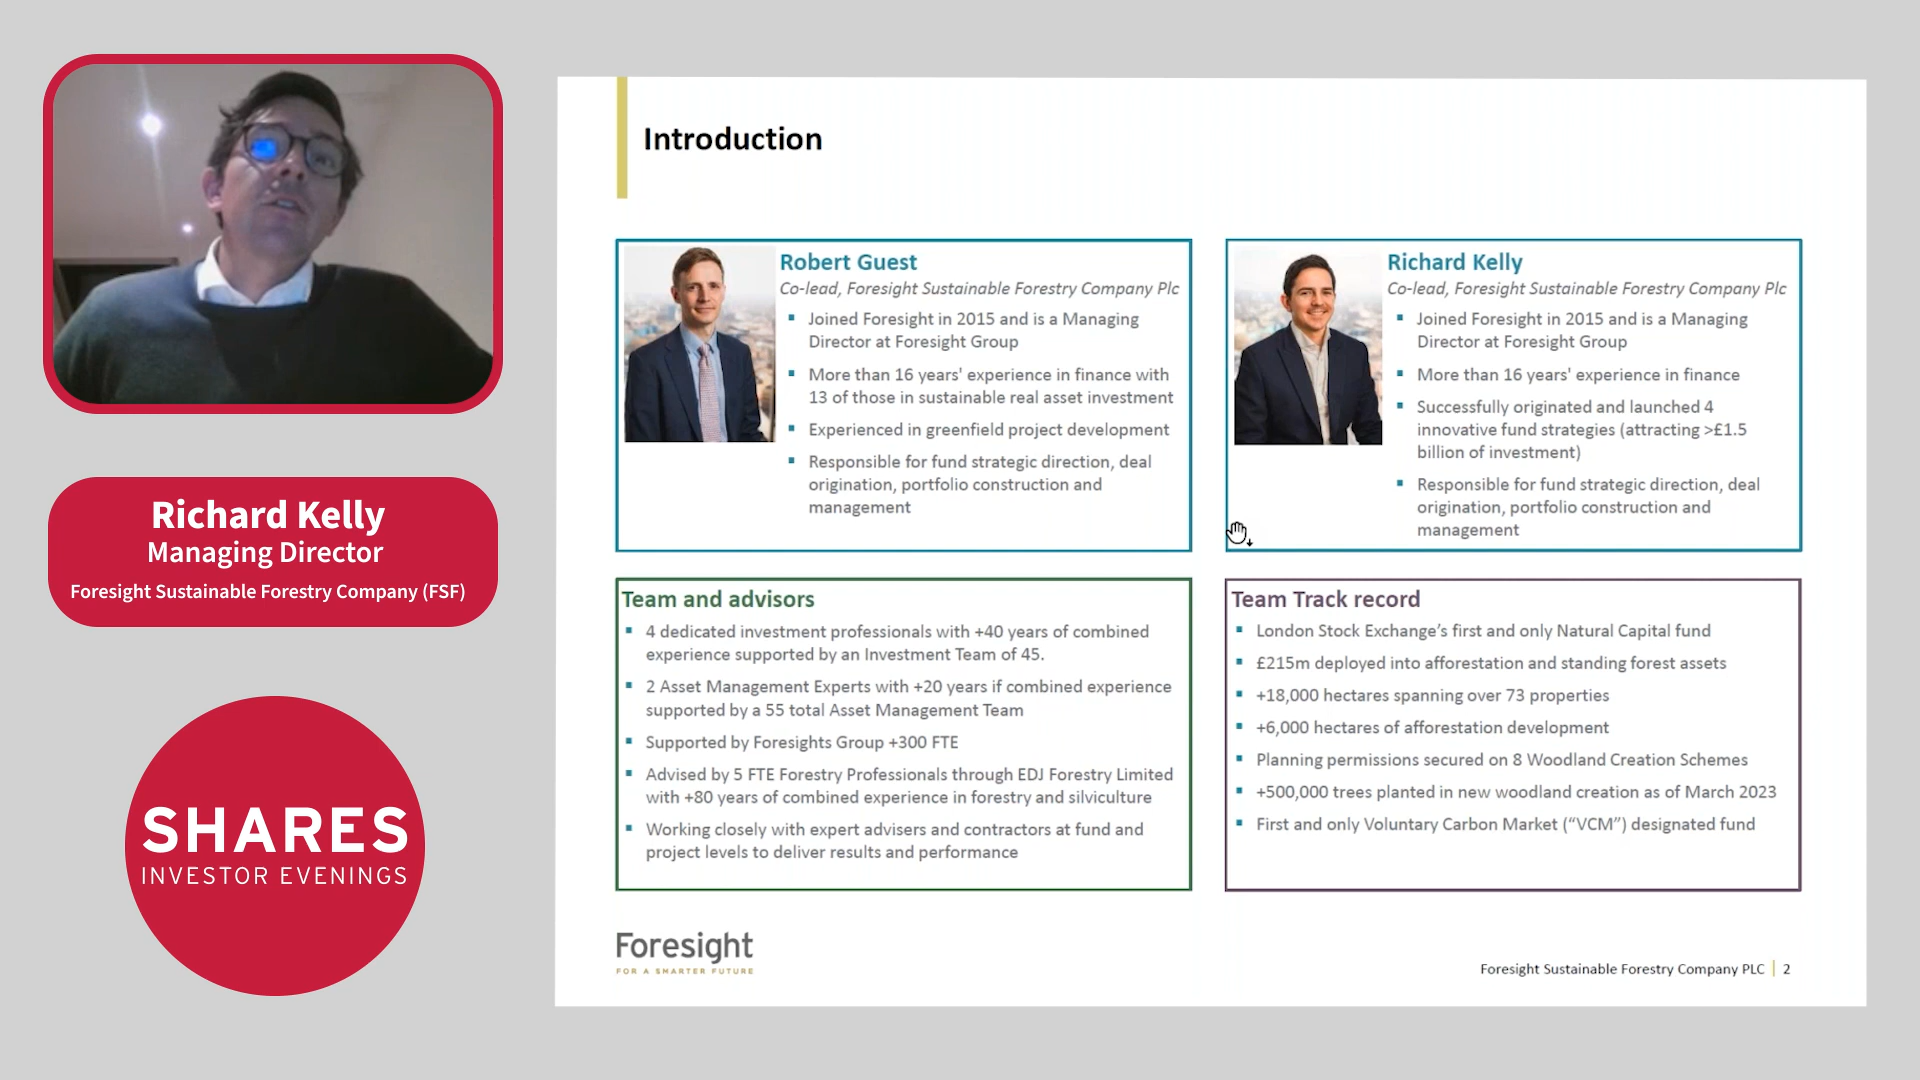 Richard Kelly
Managing Director
Foresight Sustainable Forestry Company (FSF)
SHARES
INVESTOR EVENINGS
Introduction
Robert Guest
Co-lead, Foresight Sustainable Forestry Company Plc
Joined Foresight in 2015 and is a Managing
Director at Foresight Group
More than 16 years' experience in finance with
13 of those in sustainable real asset investment
Experienced in greenfield project development
Responsible for fund strategic direction, deal
origination, portfolio construction and
management
Richard Kelly
Co-lead, Foresight Sustainable Forestry Company Plc
Joined Foresight in 2015 and is a Managing
Director at Foresight Group
More than 16 years' experience in finance
Successfully originated and launched 4
innovative fund strategies (attracting >£1.5
billion of investment)
Responsible for fund strategic direction, deal
origination, portfolio construction and
management
Team and advisors
4 dedicated investment professionals with +40 years of combined
experience supported by an Investment Team of 45.
2 Asset Management Experts with +20 years if combined experience
supported by a 55 total Asset Management Team
Supported by Foresights Group +300 FTE
Advised by 5 FTE Forestry Professionals through EDJ Forestry Limited
with +80 years of combined experience in forestry and silviculture
Working closely with expert advisers and contractors at fund and
project levels to deliver results and performance
Team Track record
London Stock Exchange’s first and only Natural Capital fund
£215m deployed into afforestation and standing forest assets
+18,000 hectares spanning over 73 properties
+6,000 hectares of afforestation development
Planning permissions secured on 8 Woodland Creation Schemes
+500,000 trees planted in new woodland creation as of March 2023
First and only Voluntary Carbon Market (“VCM”) designated fund
Foresight
FOR A SMARTER FUTURE
Foresight Sustainable Forestry Company PLC | 2